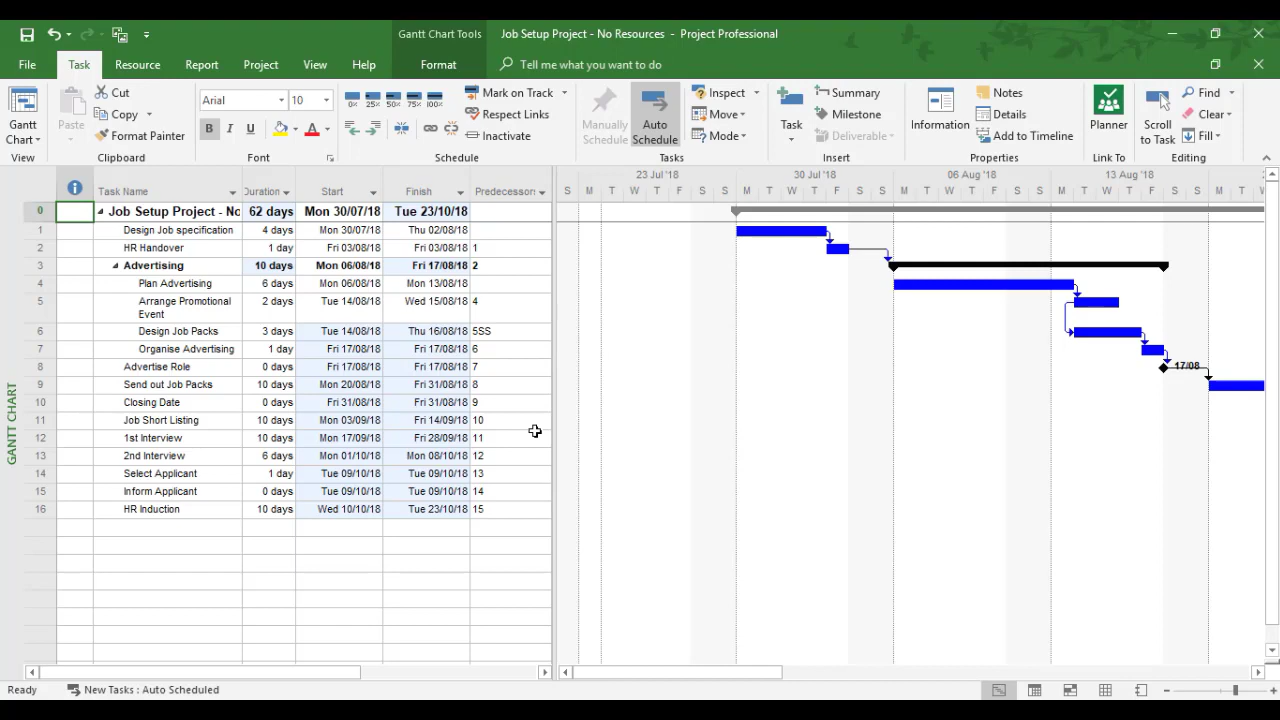 Gantt Chart Tools
Job Setup Project - No Resources - Project Professional
File Task Resource Report Project View Help Format Tell me what you want to do
Gantt Chart
View
Paste
Cut
Copy
Format Painter
Clipboard
Arial 10
B I U A
Font
0% 25% 50% 75% 100%
Mark on Track
Respect Links
Inactivate
Schedule
Manually Schedule
Auto Schedule
Inspect
Move
Mode
Tasks
Task
Summary
Milestone
Deliverable
Insert
Information
Notes
Details
Add to Timeline
Properties
Planner
Link To
Scroll to Task
Find
Clear
Fill
Editing
Task Name Duration Start Finish Predecessors
23 Jul '18 30 Jul '18 06 Aug '18 13 Aug '18
S M T W T F S S M T W T F S S M T W T F S S M T W T F S S M T W
0 Job Setup Project - No 62 days Mon 30/07/18 Tue 23/10/18
1 Design Job specification 4 days Mon 30/07/18 Thu 02/08/18
2 HR Handover 1 day Fri 03/08/18 Fri 03/08/18 1
3 Advertising 10 days Mon 06/08/18 Fri 17/08/18 2
4 Plan Advertising 6 days Mon 06/08/18 Mon 13/08/18
5 Arrange Promotional Event 2 days Tue 14/08/18 Wed 15/08/18 4
6 Design Job Packs 3 days Tue 14/08/18 Thu 16/08/18 5SS
7 Organise Advertising 1 day Fri 17/08/18 Fri 17/08/18 6
8 Advertise Role 0 days Fri 17/08/18 Fri 17/08/18 7
17/08
9 Send out Job Packs 10 days Mon 20/08/18 Fri 31/08/18 8
10 Closing Date 0 days Fri 31/08/18 Fri 31/08/18 9
11 Job Short Listing 10 days Mon 03/09/18 Fri 14/09/18 10
12 1st Interview 10 days Mon 17/09/18 Fri 28/09/18 11
13 2nd Interview 6 days Mon 01/10/18 Mon 08/10/18 12
14 Select Applicant 1 day Tue 09/10/18 Tue 09/10/18 13
15 Inform Applicant 0 days Tue 09/10/18 Tue 09/10/18 14
16 HR Induction 10 days Wed 10/10/18 Tue 23/10/18 15
GANTT CHART
Ready New Tasks : Auto Scheduled